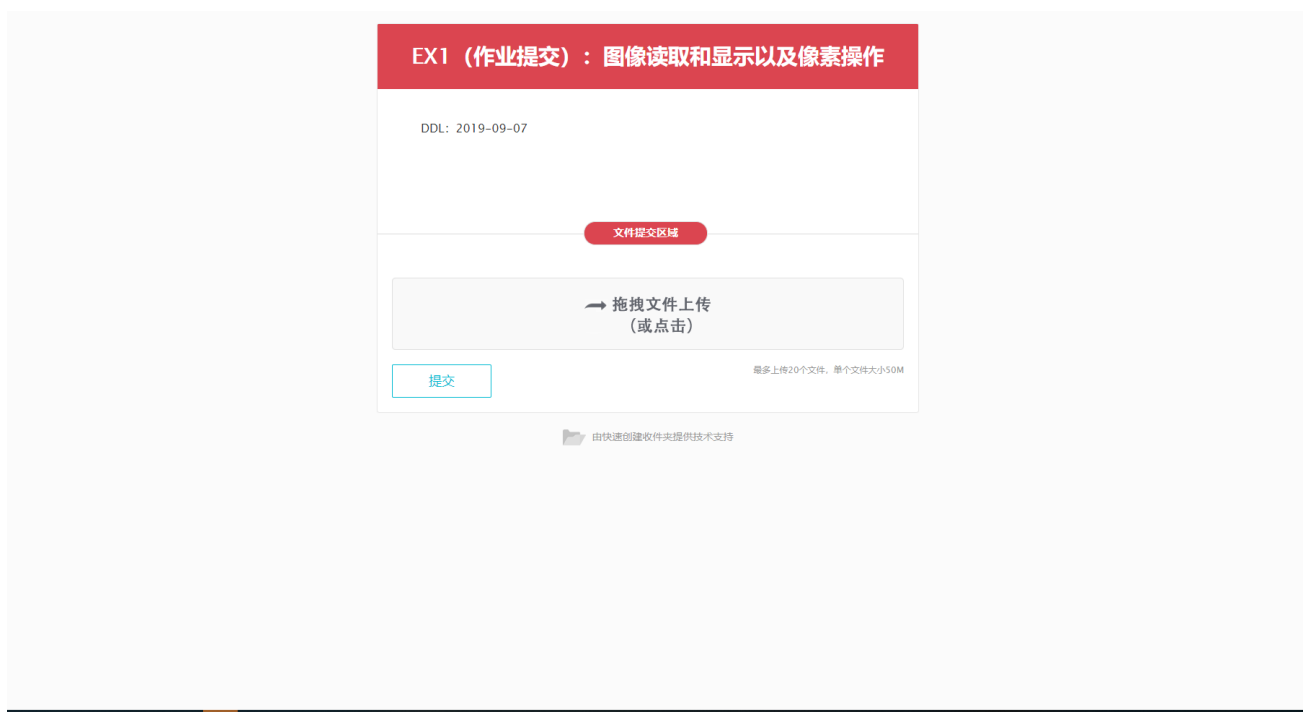 EX1（作业提交）：图像读取和显示以及像素操作
DDL：2019-09-07
文件提交区域
拖拽文件上传
（或点击）
提交
最多上传20个文件、单个文件大小50M
由快速创建收件夹提供技术支持